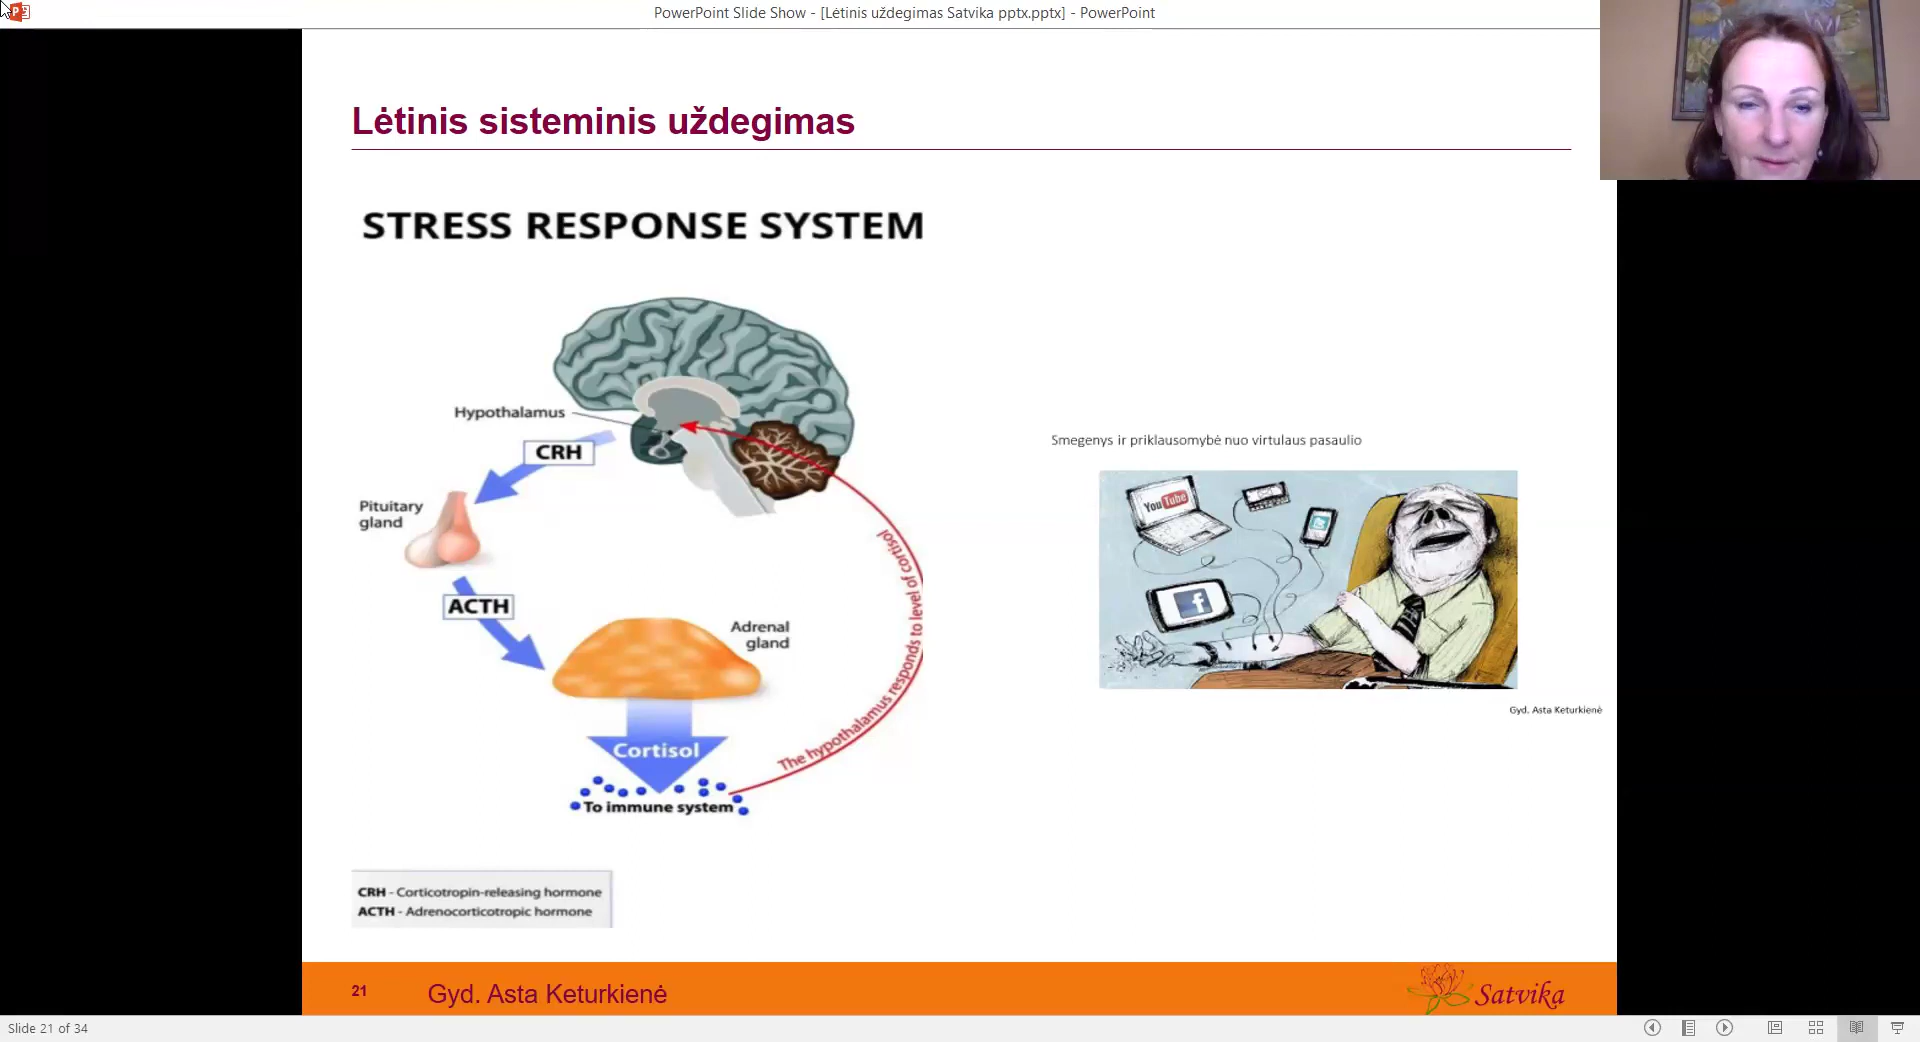 PowerPoint Slide Show - [Lėtinis uždegimas Satvika pptx.pptx] - PowerPoint
Lėtinis sisteminis uždegimas
STRESS RESPONSE SYSTEM
Hypothalamus
CRH
Pituitary
gland
ACTH
Adrenal
gland
Cortisol
To immune system
The hypothalamus responds to level of cortisol
CRH - Corticotropin-releasing hormone
ACTH - Adrenocorticotropic hormone
Smegenys ir priklausomybė nuo virtulaus pasaulio
YouTube
f
Gyd. Asta Keturkienė
21
Gyd. Asta Keturkienė
Satvika
Slide 21 of 34